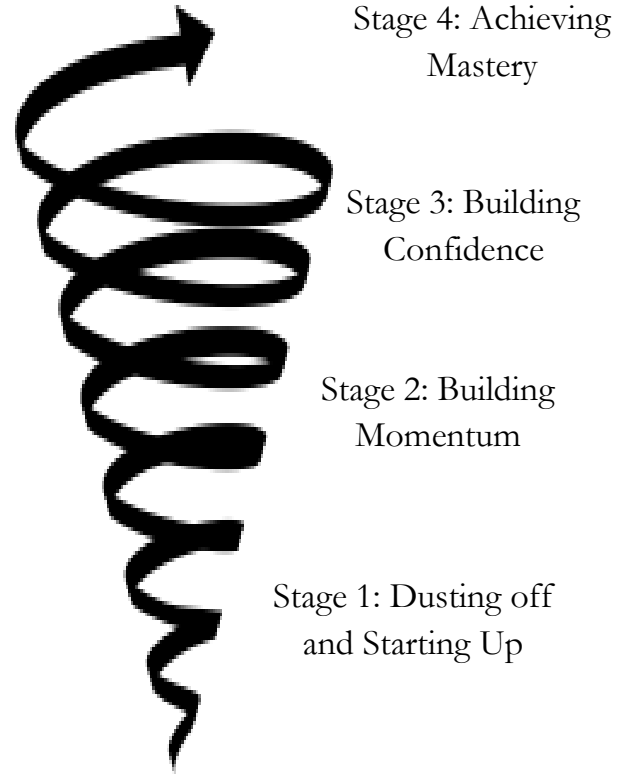 Stage 4: Achieving
Mastery
Stage 3: Building
Confidence
Stage 2: Building
Momentum
Stage 1: Dusting off
and Starting Up